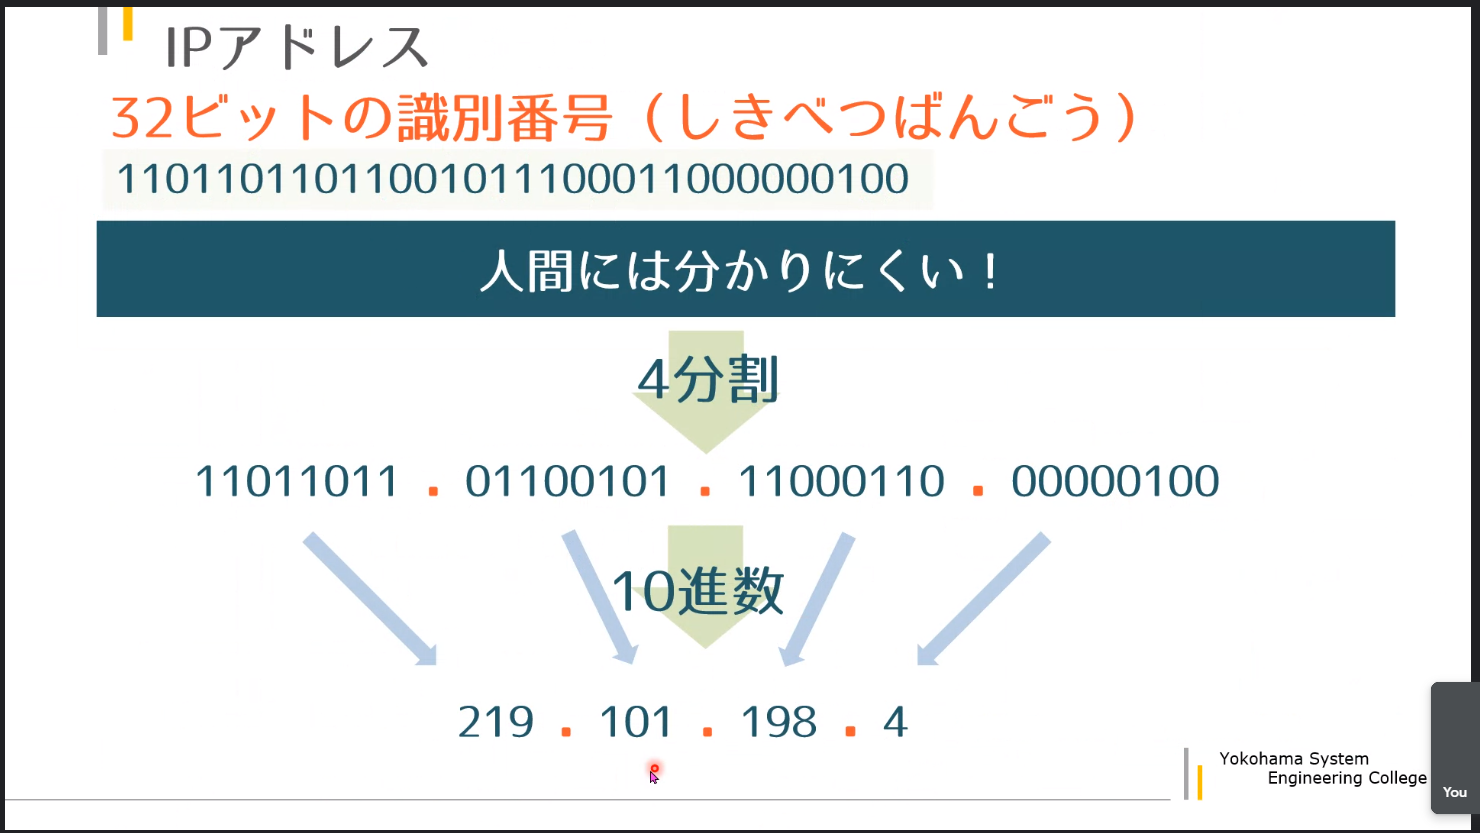 IPアドレス
32ビットの識別番号（しきべつばんごう）
11011011011001011100011000000100
人間には分かりにくい！
4分割
11011011 . 01100101 . 11000110 . 00000100
10進数
219 . 101 . 198 . 4
Yokohama System
Engineering College
You